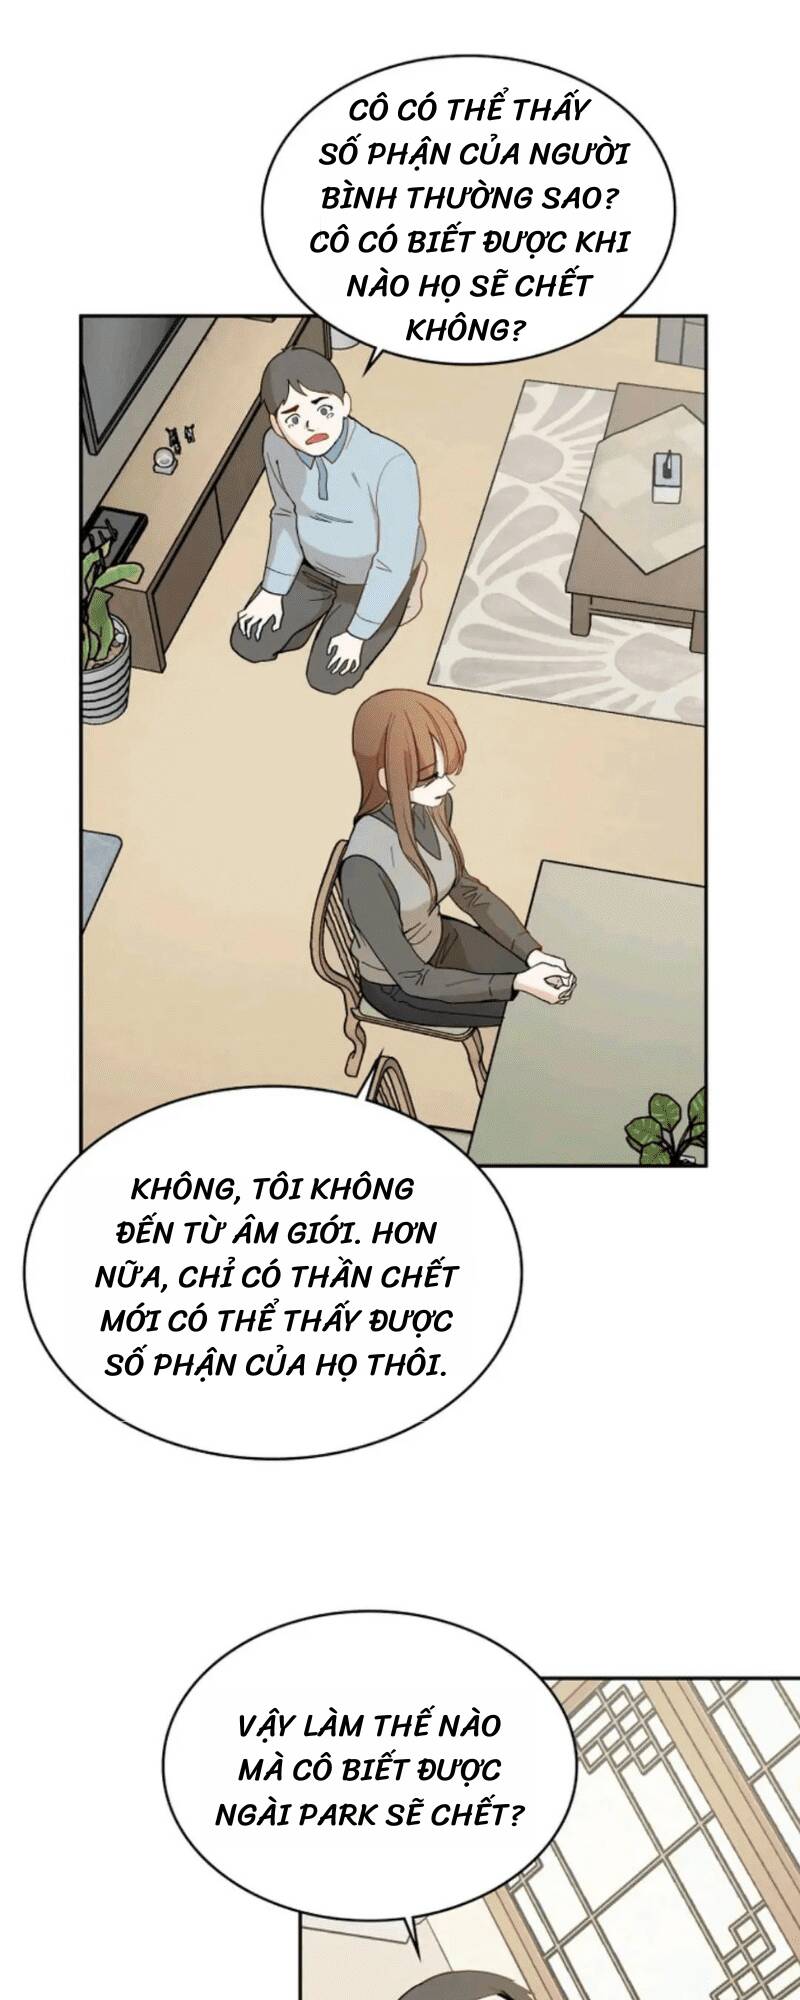 CÔ CÓ THỂ THẤY
SỐ PHẬN CỦA NGƯỜI
BÌNH THƯỜNG SAO?
CÔ CÓ BIẾT ĐƯỢC KHI
NÀO HỌ SẼ CHẾT
KHÔNG?
KHÔNG, TÔI KHÔNG
ĐẾN TỪ ÂM GIỚI. HƠN
NỮA, CHỈ CÓ THẦN CHẾT
MỚI CÓ THỂ THẤY ĐƯỢC
SỐ PHẬN CỦA HỌ THÔI.
VẬY LÀM THẾ NÀO
MÀ CÔ BIẾT ĐƯỢC
NGÀI PARK SẼ CHẾT?